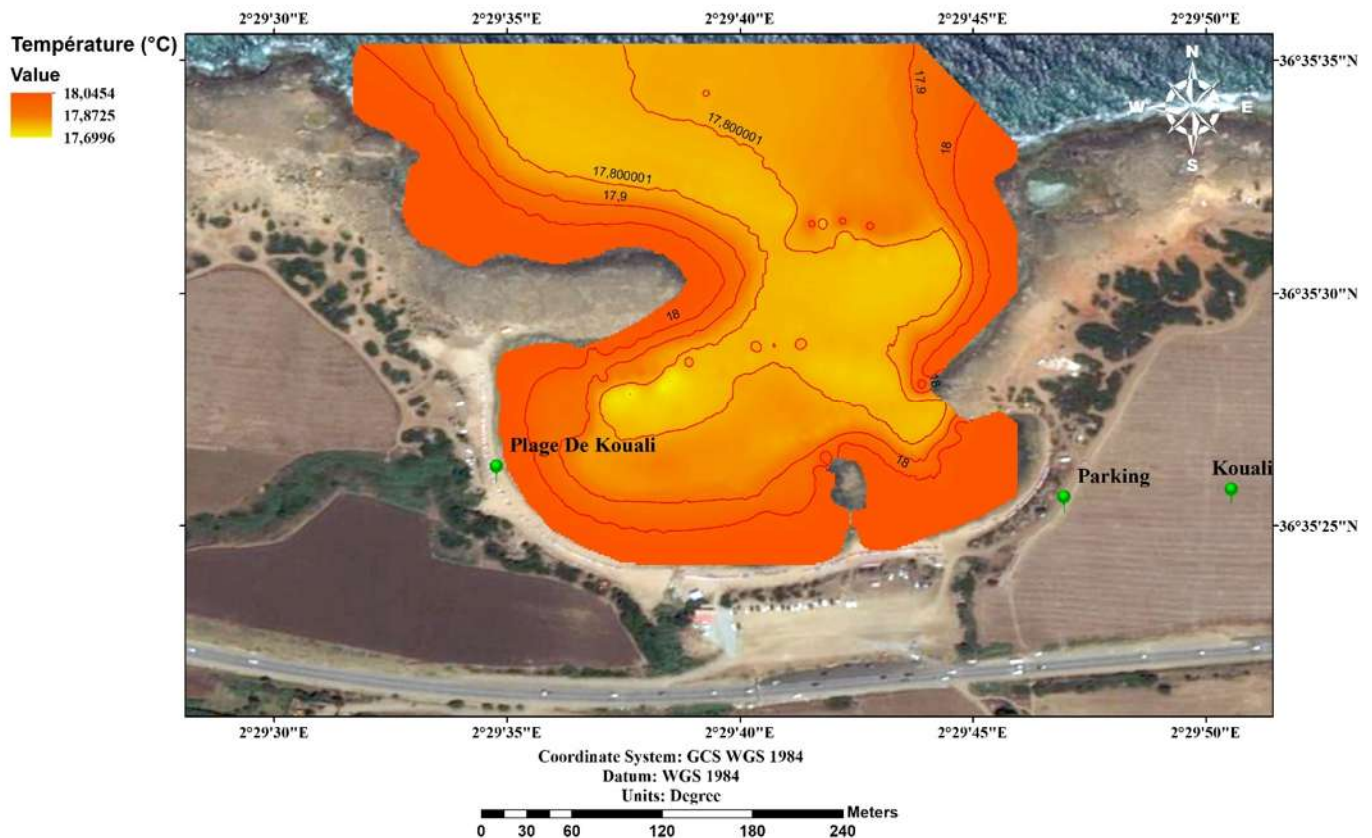 2°29'30"E 2°29'35"E 2°29'40"E 2°29'45"E 2°29'50"E
Température (°C)
Value
18,0454
17,8725
17,6996
36°35'35"N
N
W E
S
17,9
17,800001
18
17,800001
17,9
36°35'30"N
18
18
Plage De Kouali
18
Parking
Kouali
36°35'25"N
2°29'30"E 2°29'35"E 2°29'40"E 2°29'45"E 2°29'50"E
Coordinate System: GCS WGS 1984
Datum: WGS 1984
Units: Degree
Meters
0 30 60 120 180 240